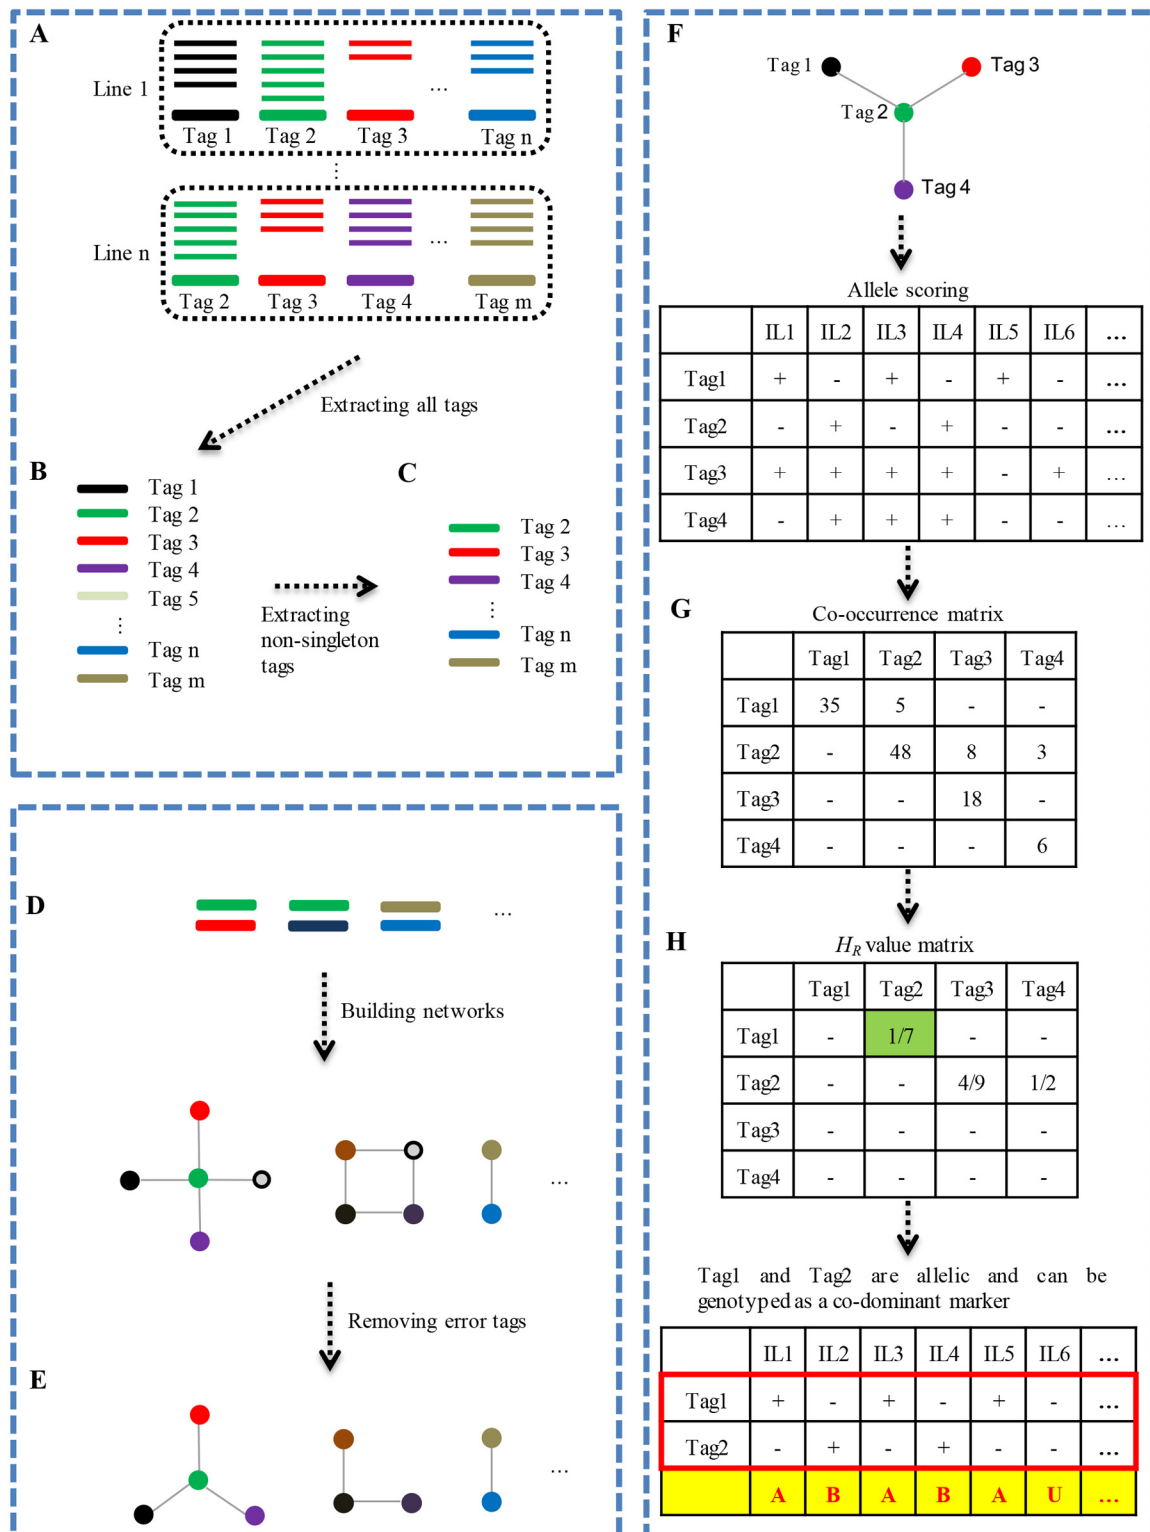 A
Line 1
...
Tag 1 Tag 2 Tag 3 Tag n
...
Line n
...
Tag 2 Tag 3 Tag 4 Tag m
Extracting all tags
B
Tag 1
Tag 2
Tag 3
Tag 4
Tag 5
...
Tag n
Tag m
Extracting
non-singleton
tags
C
Tag 2
Tag 3
Tag 4
...
Tag n
Tag m
D
...
Building networks
...
Removing error tags
E
...
F
Tag 1 Tag 3
Tag 2
Tag 4
Allele scoring
IL1 IL2 IL3 IL4 IL5 IL6 ...
Tag1 + - + - + - ...
Tag2 - + - + - - ...
Tag3 + + + + - + ...
Tag4 - + + + - - ...
G
Co-occurrence matrix
Tag1 Tag2 Tag3 Tag4
Tag1 35 5 - -
Tag2 - 48 8 3
Tag3 - - 18 -
Tag4 - - - 6
H
HR value matrix
Tag1 Tag2 Tag3 Tag4
Tag1 - 1/7 - -
Tag2 - - 4/9 1/2
Tag3 - - - -
Tag4 - - - -
Tag1 and Tag2 are allelic and can be
genotyped as a co-dominant marker
IL1 IL2 IL3 IL4 IL5 IL6 ...
Tag1 + - + - + - ...
Tag2 - + - + - - ...
A B A B A U ...